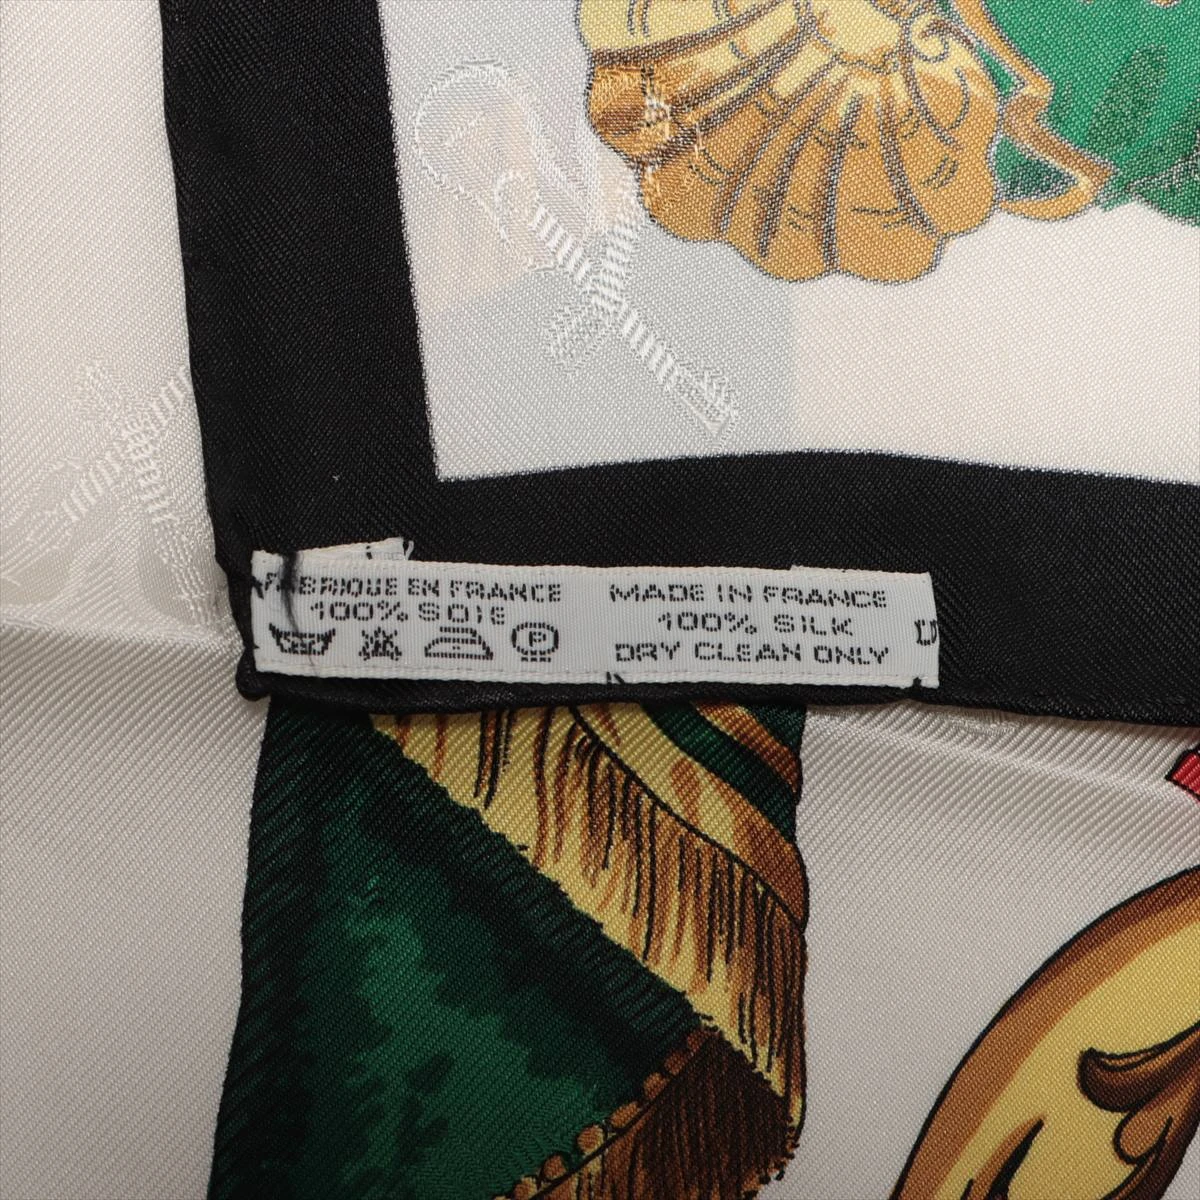 FABRIQUE EN FRANCE
100% SOIE
P
MADE IN FRANCE
100% SILK
DRY CLEAN ONLY